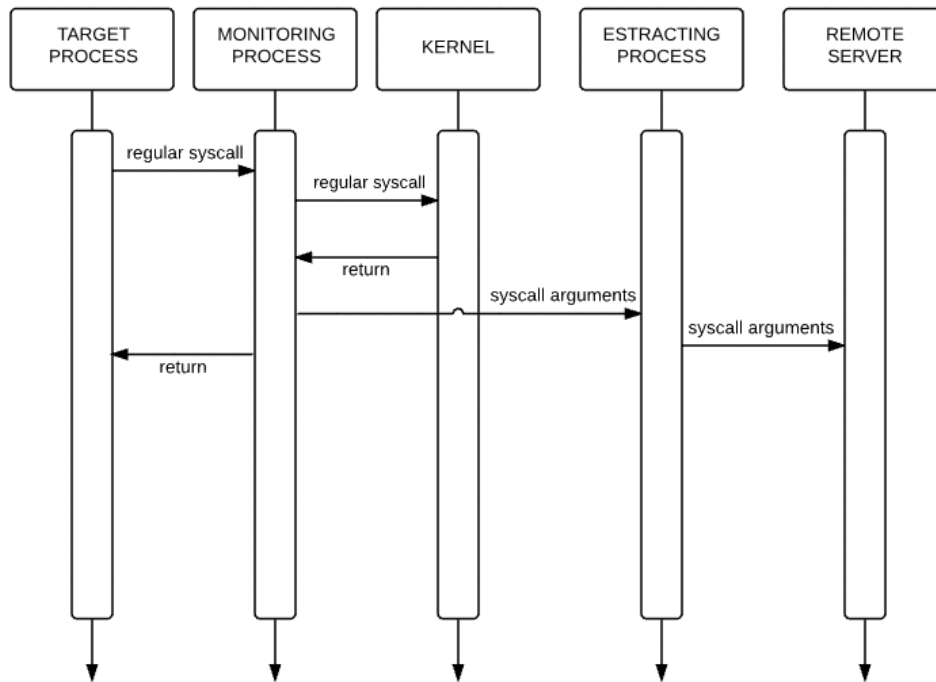 TARGET
PROCESS
MONITORING
PROCESS
KERNEL
ESTRACTING
PROCESS
REMOTE
SERVER
regular syscall
regular syscall
return
syscall arguments
syscall arguments
return